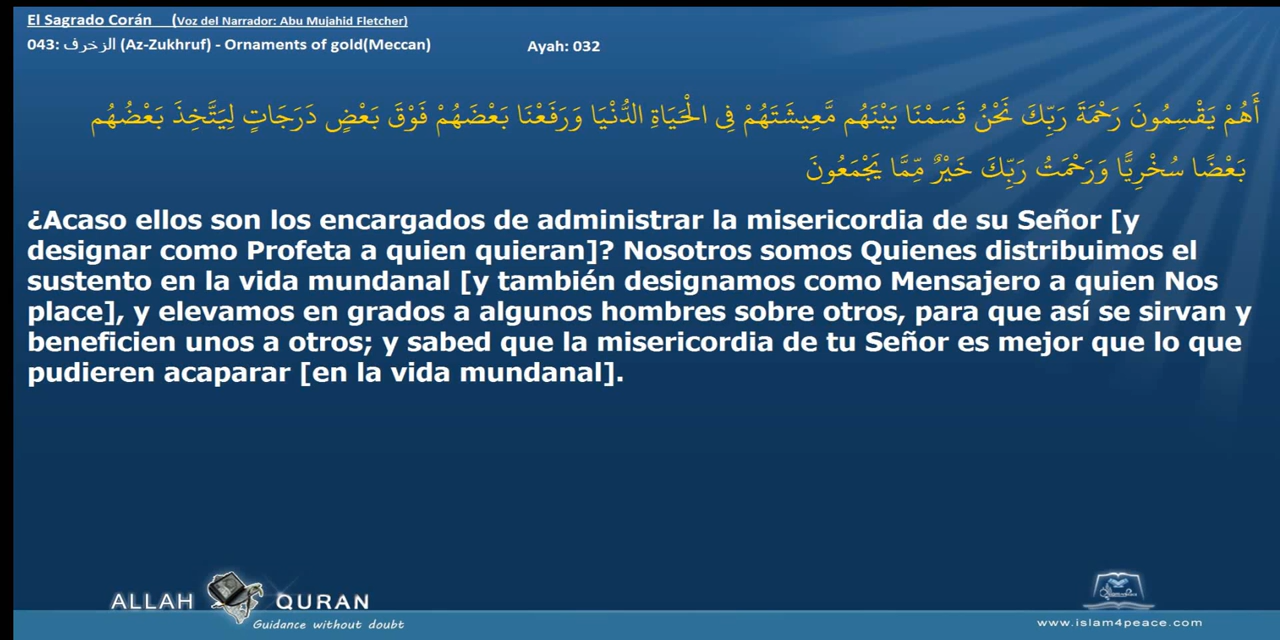 El Sagrado Corán (Voz del Narrador: Abu Mujahid Fletcher)
043: الزخرف (Az-Zukhruf) - Ornaments of gold(Meccan) Ayah: 032
أَهُمْ يَقْسِمُونَ رَحْمَةَ رَبِّكَ نَحْنُ قَسَمْنَا بَيْنَهُم مَّعِيشَتَهُمْ فِي الْحَيَاةِ الدُّنْيَا وَرَفَعْنَا بَعْضَهُمْ فَوْقَ بَعْضٍ دَرَجَاتٍ لِيَتَّخِذَ بَعْضُهُم
بَعْضًا سُخْرِيًّا وَرَحْمَتُ رَبِّكَ خَيْرٌ مِّمَّا يَجْمَعُونَ
¿Acaso ellos son los encargados de administrar la misericordia de su Señor [y
designar como Profeta a quien quieran]? Nosotros somos Quienes distribuimos el
sustento en la vida mundanal [y también designamos como Mensajero a quien Nos
place], y elevamos en grados a algunos hombres sobre otros, para que así se sirvan y
beneficien unos a otros; y sabed que la misericordia de tu Señor es mejor que lo que
pudieren acaparar [en la vida mundanal].
ALLAH QURAN
Guidance without doubt
www.islam4peace.com